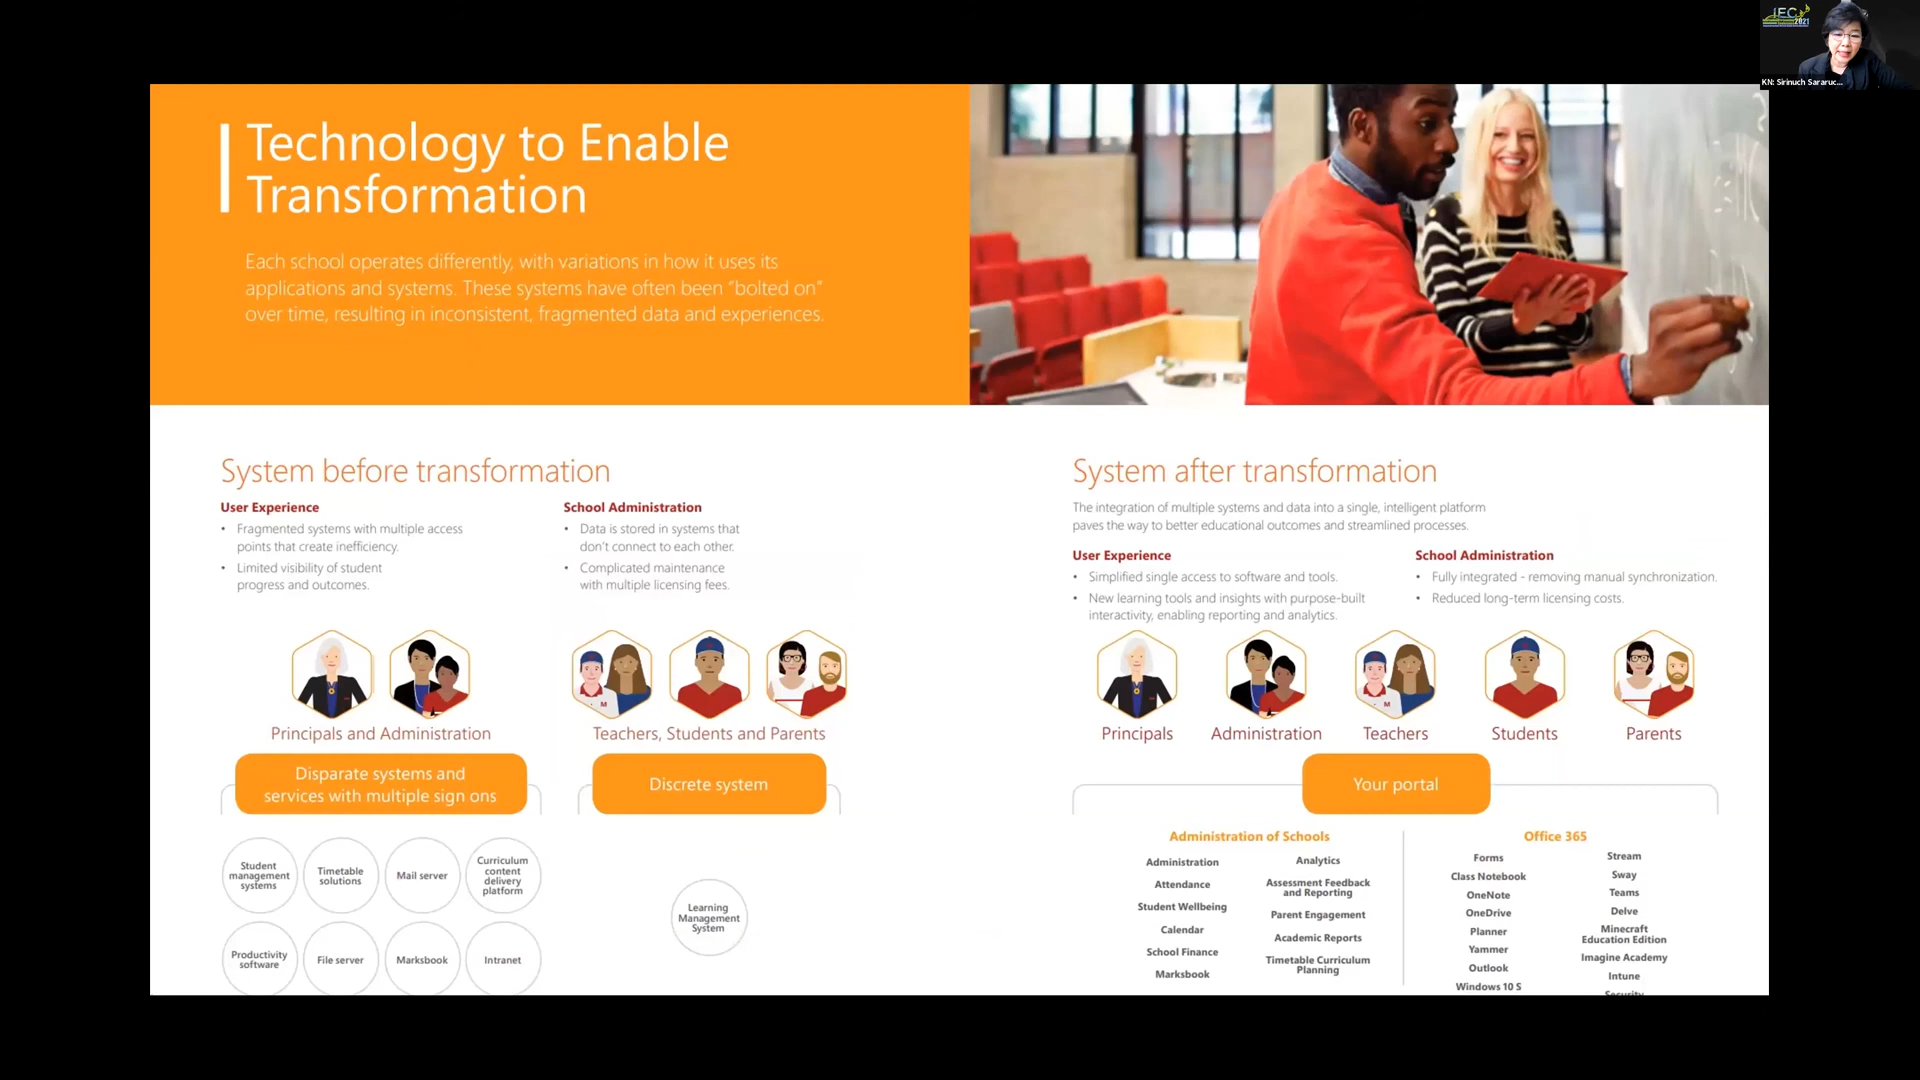 IEC
2021
KN: Sirinuch Sararuc...
Technology to Enable
Transformation
Each school operates differently, with variations in how it uses its
applications and systems. These systems have often been “bolted on”
over time, resulting in inconsistent, fragmented data and experiences.
System before transformation
User Experience
• Fragmented systems with multiple access
points that create inefficiency.
• Limited visibility of student
progress and outcomes.
School Administration
• Data is stored in systems that
don't connect to each other.
• Complicated maintenance
with multiple licensing fees.
Principals and Administration
Teachers, Students and Parents
Disparate systems and
services with multiple sign ons
Discrete system
Student
management
systems
Timetable
solutions
Mail server
Curriculum
content
delivery
platform
Productivity
software
File server
Marksbook
Intranet
Learning
Management
System
System after transformation
The integration of multiple systems and data into a single, intelligent platform
paves the way to better educational outcomes and streamlined processes.
User Experience
• Simplified single access to software and tools.
• New learning tools and insights with purpose-built
interactivity, enabling reporting and analytics.
School Administration
• Fully integrated - removing manual synchronization.
• Reduced long-term licensing costs.
Principals
Administration
Teachers
Students
Parents
Your portal
Administration of Schools
Administration
Attendance
Student Wellbeing
Calendar
School Finance
Marksbook
Analytics
Assessment Feedback
and Reporting
Parent Engagement
Academic Reports
Timetable Curriculum
Planning
Office 365
Forms
Class Notebook
OneNote
OneDrive
Planner
Yammer
Outlook
Windows 10 S
Stream
Sway
Teams
Delve
Minecraft
Education Edition
Imagine Academy
Intune
Security